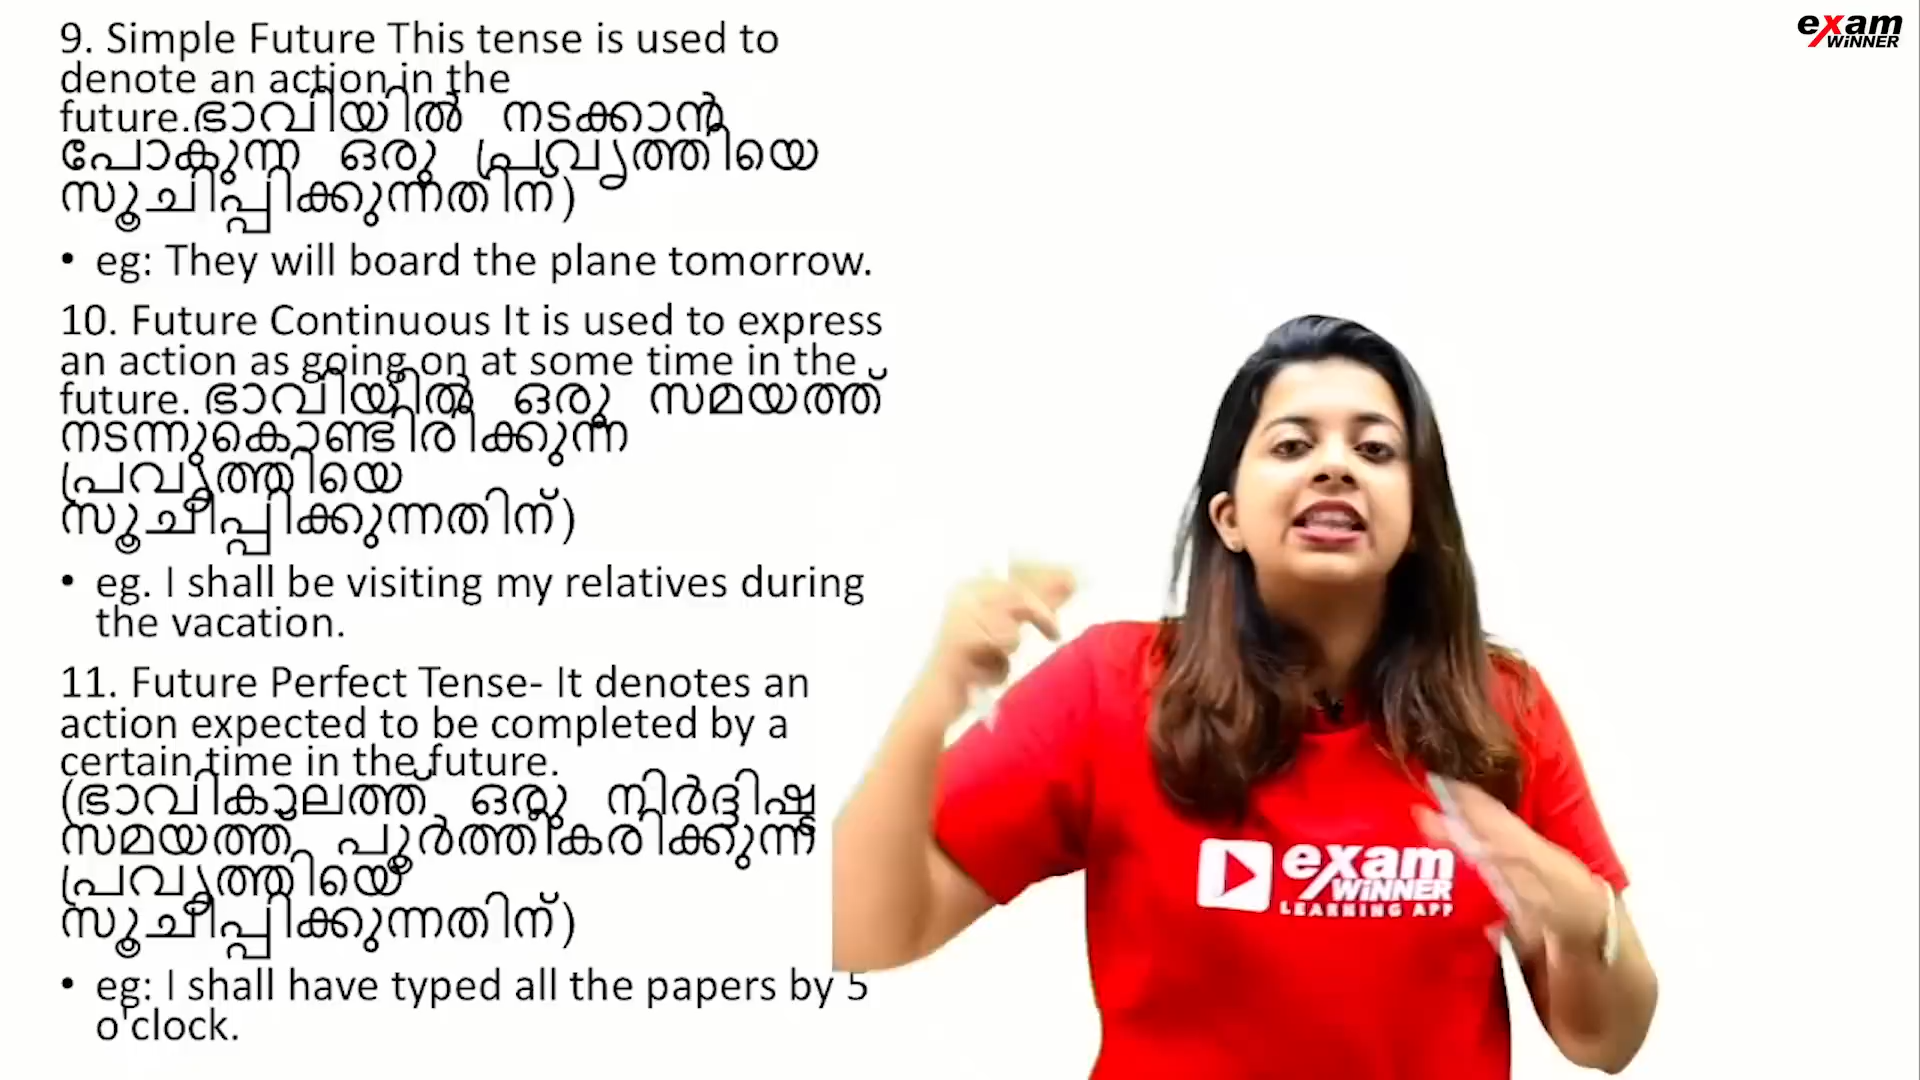 exam
WiNNER
9. Simple Future This tense is used to
denote an action in the
future.ഭാവിയിൽ നടക്കാൻ
പോകുന്ന ഒരു പ്രവൃത്തിയെ
സൂചിപ്പിക്കുന്നതിന്)
• eg: They will board the plane tomorrow.
10. Future Continuous It is used to express
an action as going on at some time in the
future. ഭാവിയിൽ ഒരു സമയത്ത്
നടന്നുകൊണ്ടിരിക്കുന്ന
പ്രവൃത്തിയെ
സൂചിപ്പിക്കുന്നതിന്)
• eg. I shall be visiting my relatives during
the vacation.
11. Future Perfect Tense- It denotes an
action expected to be completed by a
certain time in the future.
(ഭാവികാലത്ത് ഒരു നിർദ്ദിഷ്ട
സമയത്ത് പൂർത്തീകരിക്കുന്ന
പ്രവൃത്തിയെ
സൂചിപ്പിക്കുന്നതിന്)
• eg: I shall have typed all the papers by 5
o'clock.
exam
WiNNER
LEARNING APP